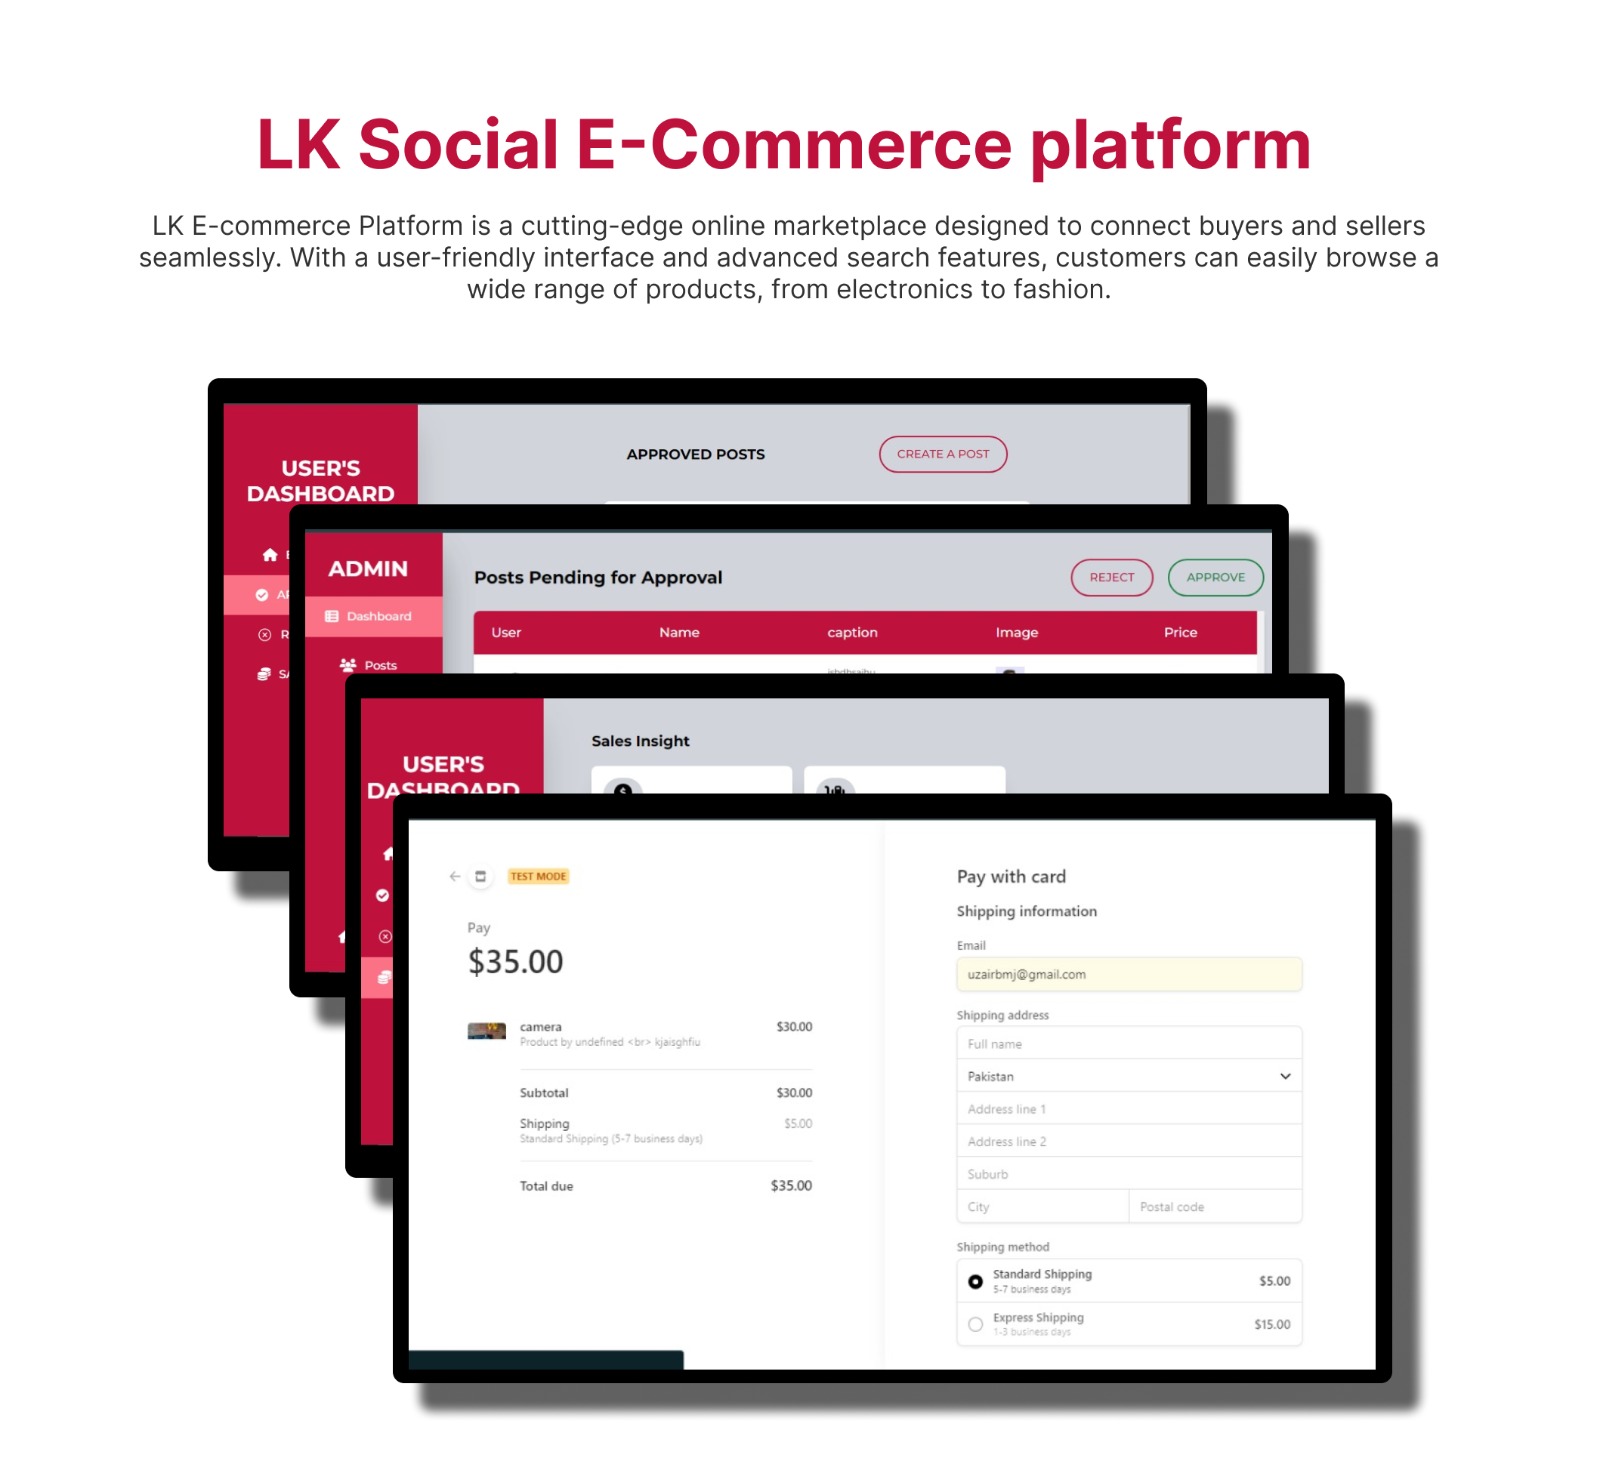 LK Social E-Commerce platform
LK E-commerce Platform is a cutting-edge online marketplace designed to connect buyers and sellers
seamlessly. With a user-friendly interface and advanced search features, customers can easily browse a
wide range of products, from electronics to fashion.
USER'S
DASHBOARD
APPROVED POSTS
CREATE A POST
ADMIN
Dashboard
Posts
Posts Pending for Approval
REJECT
APPROVE
User Name caption Image Price
USER'S
DASHBOARD
Sales Insight
TEST MODE
Pay
$35.00
camera $30.00
Product by undefined <br> kjaisghfiu
Subtotal $30.00
Shipping $5.00
Standard Shipping (5-7 business days)
Total due $35.00
Pay with card
Shipping information
Email
uzairbmj@gmail.com
Shipping address
Full name
Pakistan
Address line 1
Address line 2
Suburb
City Postal code
Shipping method
Standard Shipping $5.00
5-7 business days
Express Shipping $15.00
1-3 business days